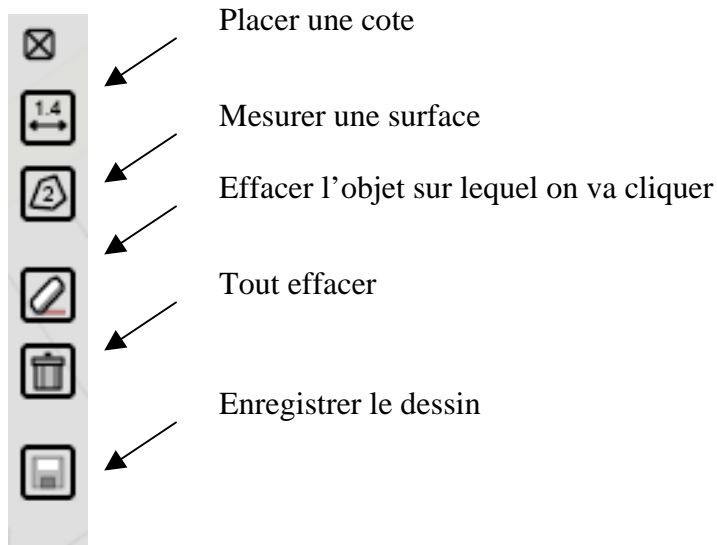 Placer une cote
1.4
Mesurer une surface
2
Effacer l’objet sur lequel on va cliquer
Tout effacer
Enregistrer le dessin